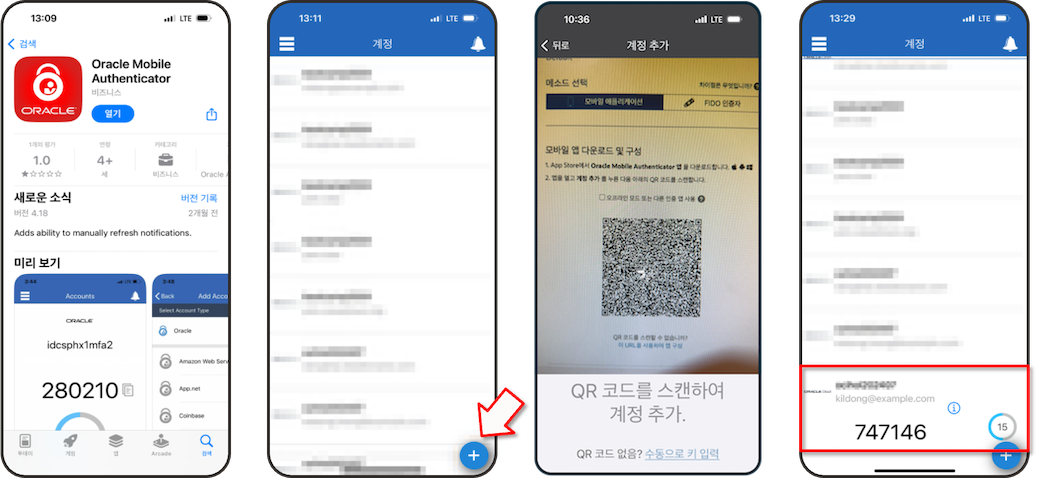 13:09
LTE
검색
Oracle Mobile
Authenticator
비즈니스
열기
ORACLE
1개의 평가
연령
카테고리
1.0
4+
★☆☆☆☆
세
비즈니스
Oracle A
새로운 소식
버전 기록
버전 4.18
2개월 전
Adds ability to manually refresh notifications.
미리 보기
Accounts
ORACLE
idcsphx1mfa2
280210
Back
Add Acco
Select Account Type
Oracle
Amazon Web Serv
App.net
Coinbase
투데이
게임
앱
Arcade
검색
13:11
LTE
계정
+
10:36
LTE
뒤로
계정 추가
메소드 선택
차이점은 무엇입니까?
모바일 애플리케이션
FIDO 인증자
모바일 앱 다운로드 및 구성
1. App Store에서 Oracle Mobile Authenticator 앱 을 다운로드합니다.
2. 앱을 열고 계정 추가 를 누른 다음 아래의 QR 코드를 스캔합니다.
오프라인 모드 또는 다른 인증 앱 사용
QR 코드를 스캔할 수 없습니까?
이 URL을 사용하여 앱 구성
QR 코드를 스캔하여
계정 추가.
QR 코드 없음? 수동으로 키 입력
13:29
LTE
계정
kildong@example.com
747146
15
+